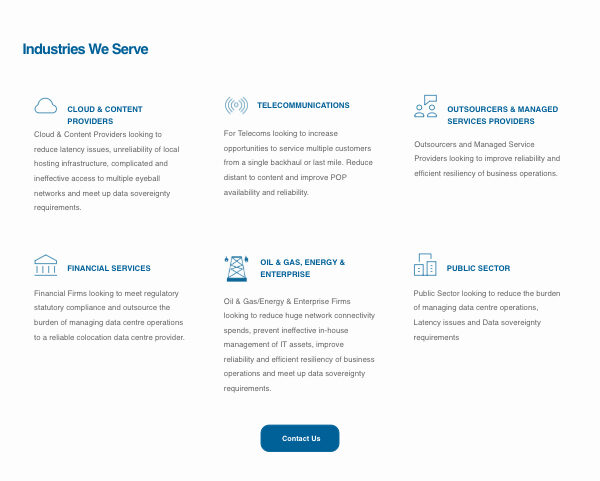 Industries We Serve
CLOUD & CONTENT
PROVIDERS
Cloud & Content Providers looking to
reduce latency issues, unreliability of local
hosting infrastructure, complicated and
ineffective access to multiple eyeball
networks and meet up data sovereignty
requirements.
TELECOMMUNICATIONS
For Telecoms looking to increase
opportunities to service multiple customers
from a single backhaul or last mile. Reduce
distant to content and improve POP
availability and reliability.
OUTSOURCERS & MANAGED
SERVICES PROVIDERS
Outsourcers and Managed Service
Providers looking to improve reliability and
efficient resiliency of business operations.
FINANCIAL SERVICES
Financial Firms looking to meet regulatory
statutory compliance and outsource the
burden of managing data centre operations
to a reliable colocation data centre provider.
OIL & GAS, ENERGY &
ENTERPRISE
Oil & Gas/Energy & Enterprise Firms
looking to reduce huge network connectivity
spends, prevent ineffective in-house
management of IT assets, improve
reliability and efficient resiliency of business
operations and meet up data sovereignty
requirements.
PUBLIC SECTOR
Public Sector looking to reduce the burden
of managing data centre operations,
Latency issues and Data sovereignty
requirements
Contact Us